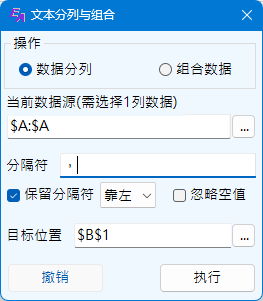 文本分列与组合
操作
数据分列 组合数据
当前数据源(需选择1列数据)
$A:$A ...
分隔符 ，
保留分隔符 靠左 忽略空值
目标位置 $B$1 ...
撤销 执行